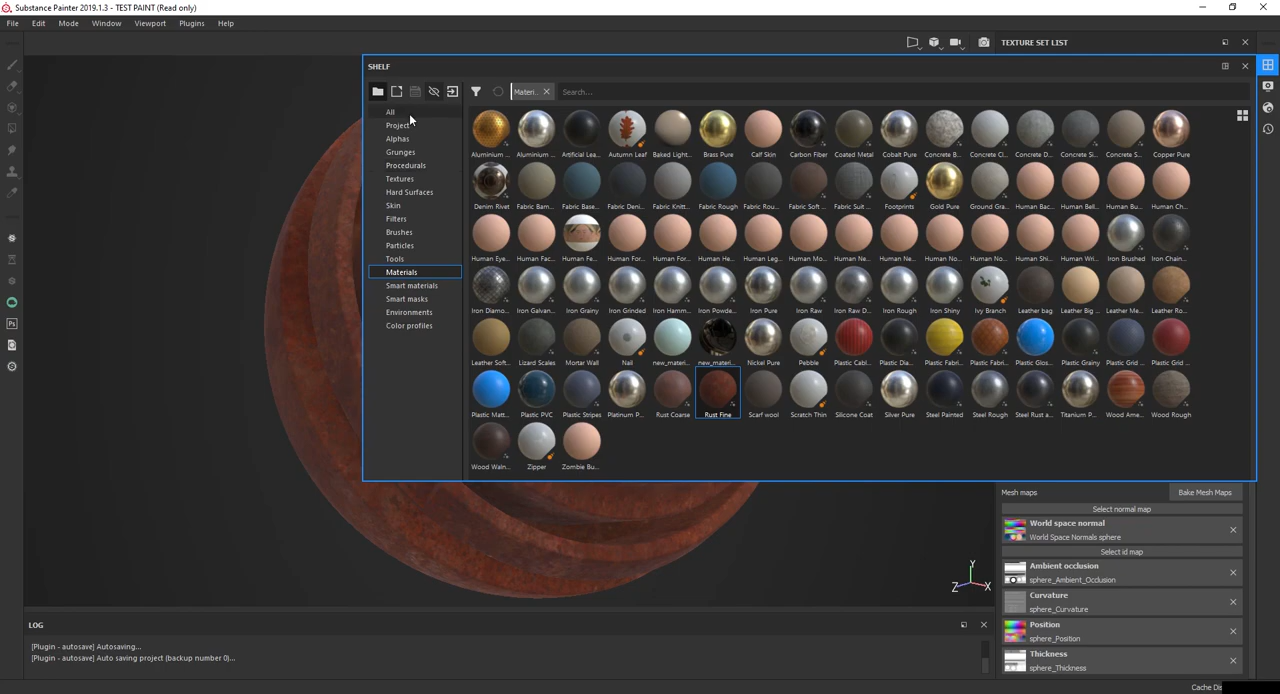 Substance Painter 2019.1.3 - TEST PAINT (Read only)
File Edit Mode Window Viewport Plugins Help
TEXTURE SET LIST
SHELF
Materi..
Search...
All
Project
Alphas
Grunges
Procedurals
Textures
Hard Surfaces
Skin
Filters
Brushes
Particles
Tools
Materials
Smart materials
Smart masks
Environments
Color profiles
Aluminium ... Aluminium ... Artificial Lea... Autumn Leaf Baked Light... Brass Pure Calf Skin Carbon Fiber Coated Metal Cobalt Pure Concrete B... Concrete Cl... Concrete D... Concrete Si... Concrete S... Copper Pure
Denim Rivet Fabric Bam... Fabric Base... Fabric Deni... Fabric Knitt... Fabric Rough Fabric Rou... Fabric Soft ... Fabric Suit ... Footprints Gold Pure Ground Gra... Human Bac... Human Bell... Human Bu... Human Ch...
Human Eye... Human Fac... Human Fe... Human For... Human For... Human He... Human Leg... Human Mo... Human Ne... Human Ne... Human No... Human No... Human Shi... Human Wri... Iron Brushed Iron Chain...
Iron Diamo... Iron Galvan... Iron Grainy Iron Grinded Iron Hamm... Iron Powde... Iron Pure Iron Raw Iron Raw D... Iron Rough Iron Shiny Ivy Branch Leather bag Leather Big ... Leather Me... Leather Ro...
Leather Soft... Lizard Scales Mortar Wall Nail new_materi... new_materi... Nickel Pure Pebble Plastic Cabl... Plastic Dia... Plastic Fabri... Plastic Fabri... Plastic Glos... Plastic Grainy Plastic Grid ... Plastic Grid ...
Plastic Matt... Plastic PVC Plastic Stripes Platinum P... Rust Coarse Rust Fine Scarf wool Scratch Thin Silicone Coat Silver Pure Steel Painted Steel Rough Steel Rust a... Titanium P... Wood Ame... Wood Rough
Wood Waln... Zipper Zombie Bu...
Ps
Y
Z X
Mesh maps
Bake Mesh Maps
Select normal map
World space normal
World Space Normals sphere
Select id map
Ambient occlusion
sphere_Ambient_Occlusion
Curvature
sphere_Curvature
Position
sphere_Position
Thickness
sphere_Thickness
LOG
[Plugin - autosave] Autosaving...
[Plugin - autosave] Auto saving project (backup number 0)...
Cache Dis